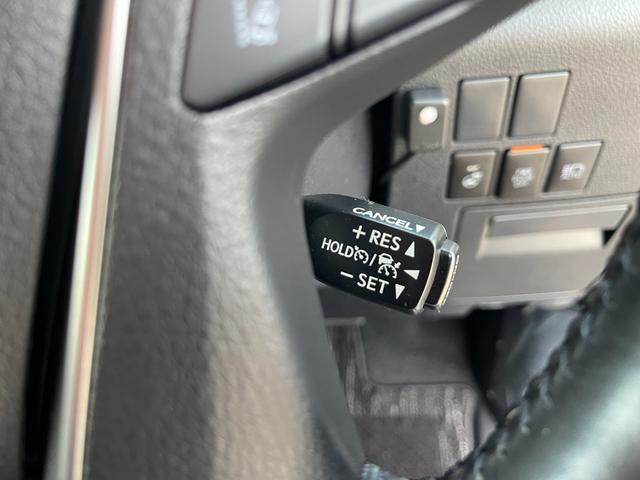 CANCEL
+ RES
HOLD /
- SET